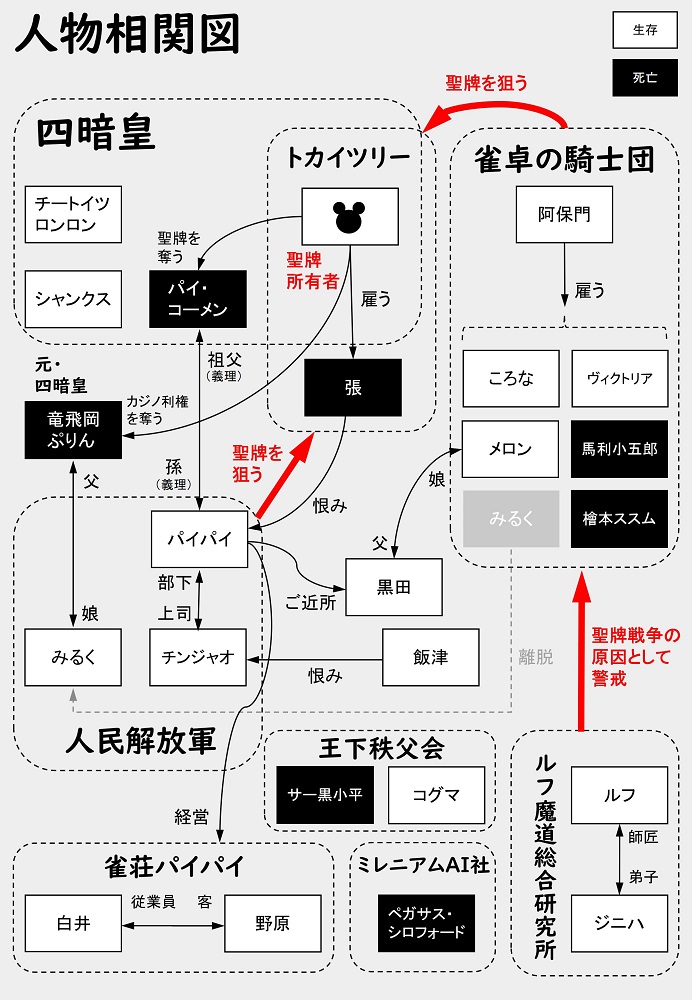 人物相関図
生存
死亡
聖牌を狙う
四暗皇
トカイツリー
雀卓の騎士団
チートイツ
ロンロン
シャンクス
聖牌を
奪う
パイ・
コーメン
聖牌
所有者
雇う
張
阿保門
雇う
ころな
ヴィクトリア
メロン
馬利小五郎
みるく
檜本ススム
元・
四暗皇
竜飛岡
ぷりん
カジノ利権
を奪う
祖父
(義理)
孫
(義理)
聖牌を
狙う
恨み
娘
父
父
娘
パイパイ
部下
上司
ご近所
黒田
みるく
チンジャオ
恨み
飯津
離脱
聖牌戦争の
原因として
警戒
人民解放軍
王下秩父会
サー黒小平
コグマ
経営
雀荘パイパイ
白井
従業員
客
野原
ミレニアムAI社
ペガサス・
シロフォード
ルフ魔道総合研究所
ルフ
師匠
弟子
ジニハ